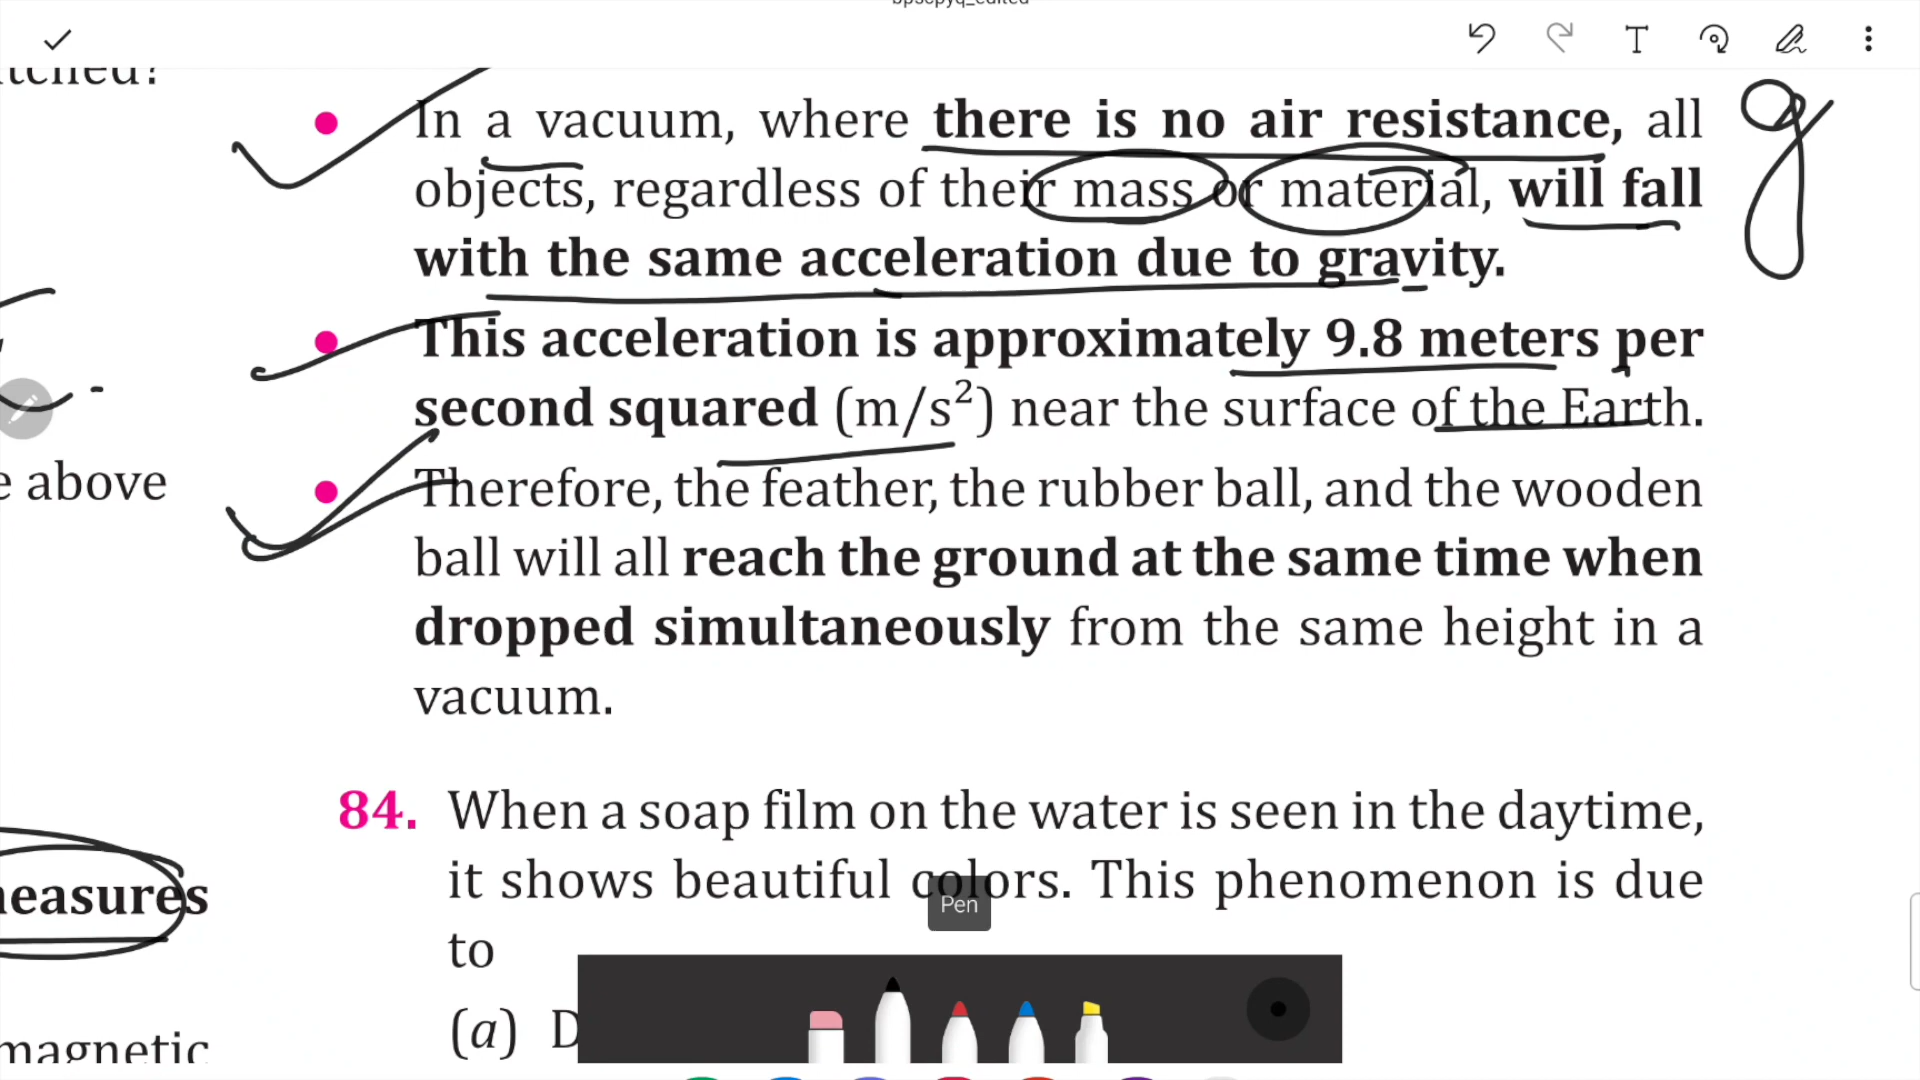 bpscpyq_edited
T
In a vacuum, where there is no air resistance, all
objects, regardless of their mass or material, will fall
with the same acceleration due to gravity.
g
This acceleration is approximately 9.8 meters per
second squared (m/s²) near the surface of the Earth.
e above
Therefore, the feather, the rubber ball, and the wooden
ball will all reach the ground at the same time when
dropped simultaneously from the same height in a
vacuum.
84. When a soap film on the water is seen in the daytime,
it shows beautiful colors. This phenomenon is due
to
Pen
(a) D
easures
magnetic